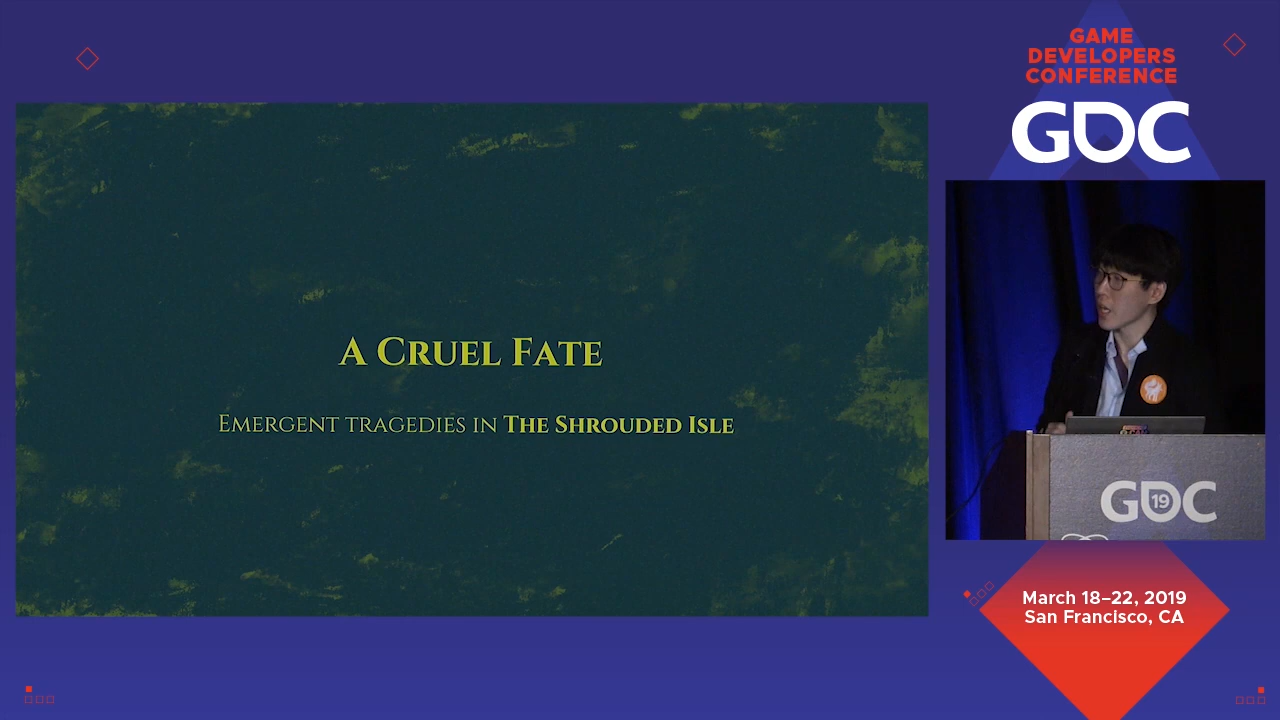 GAME
DEVELOPERS
CONFERENCE
GDC
A CRUEL FATE
EMERGENT TRAGEDIES IN THE SHROUDED ISLE
GDC 19
March 18–22, 2019
San Francisco, CA